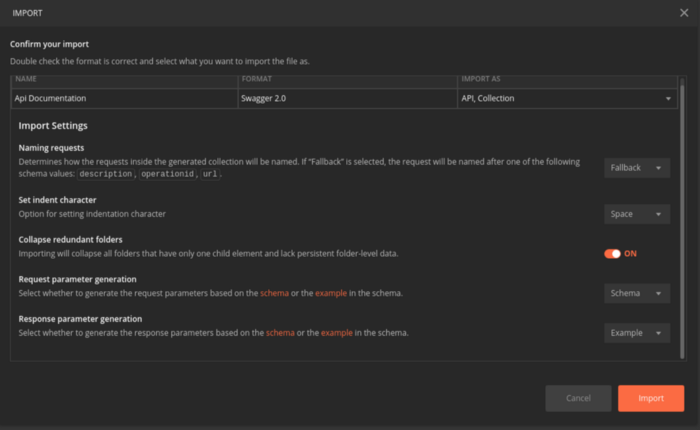 IMPORT
Confirm your import
Double check the format is correct and select what you want to import the file as.
NAME FORMAT IMPORT AS
Api Documentation Swagger 2.0 API, Collection
Import Settings
Naming requests
Determines how the requests inside the generated collection will be named. If "Fallback" is selected, the request will be named after one of the following
schema values: description, operationid, url.
Fallback
Set indent character
Option for setting indentation character
Space
Collapse redundant folders
Importing will collapse all folders that have only one child element and lack persistent folder-level data.
ON
Request parameter generation
Select whether to generate the request parameters based on the schema or the example in the schema.
Schema
Response parameter generation
Select whether to generate the response parameters based on the schema or the example in the schema.
Example
Cancel Import